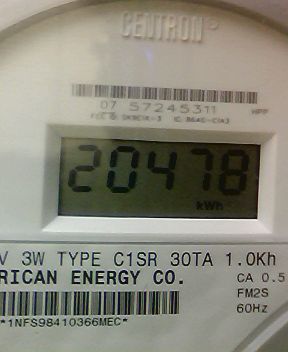 CENTRON®
07 57245311 HPP
20478
kWh
V 3W TYPE C1SR 30TA 1.0Kh
RICAN ENERGY CO. CA 0.5
FM2S
*1NFS98410366MEC* 60Hz